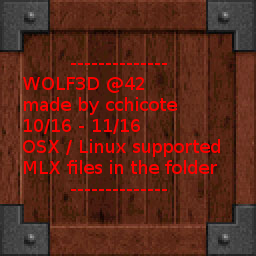 --------------
WOLF3D @42
made by cchicote
10/16 - 11/16
OSX / Linux supported
MLX files in the folder
--------------